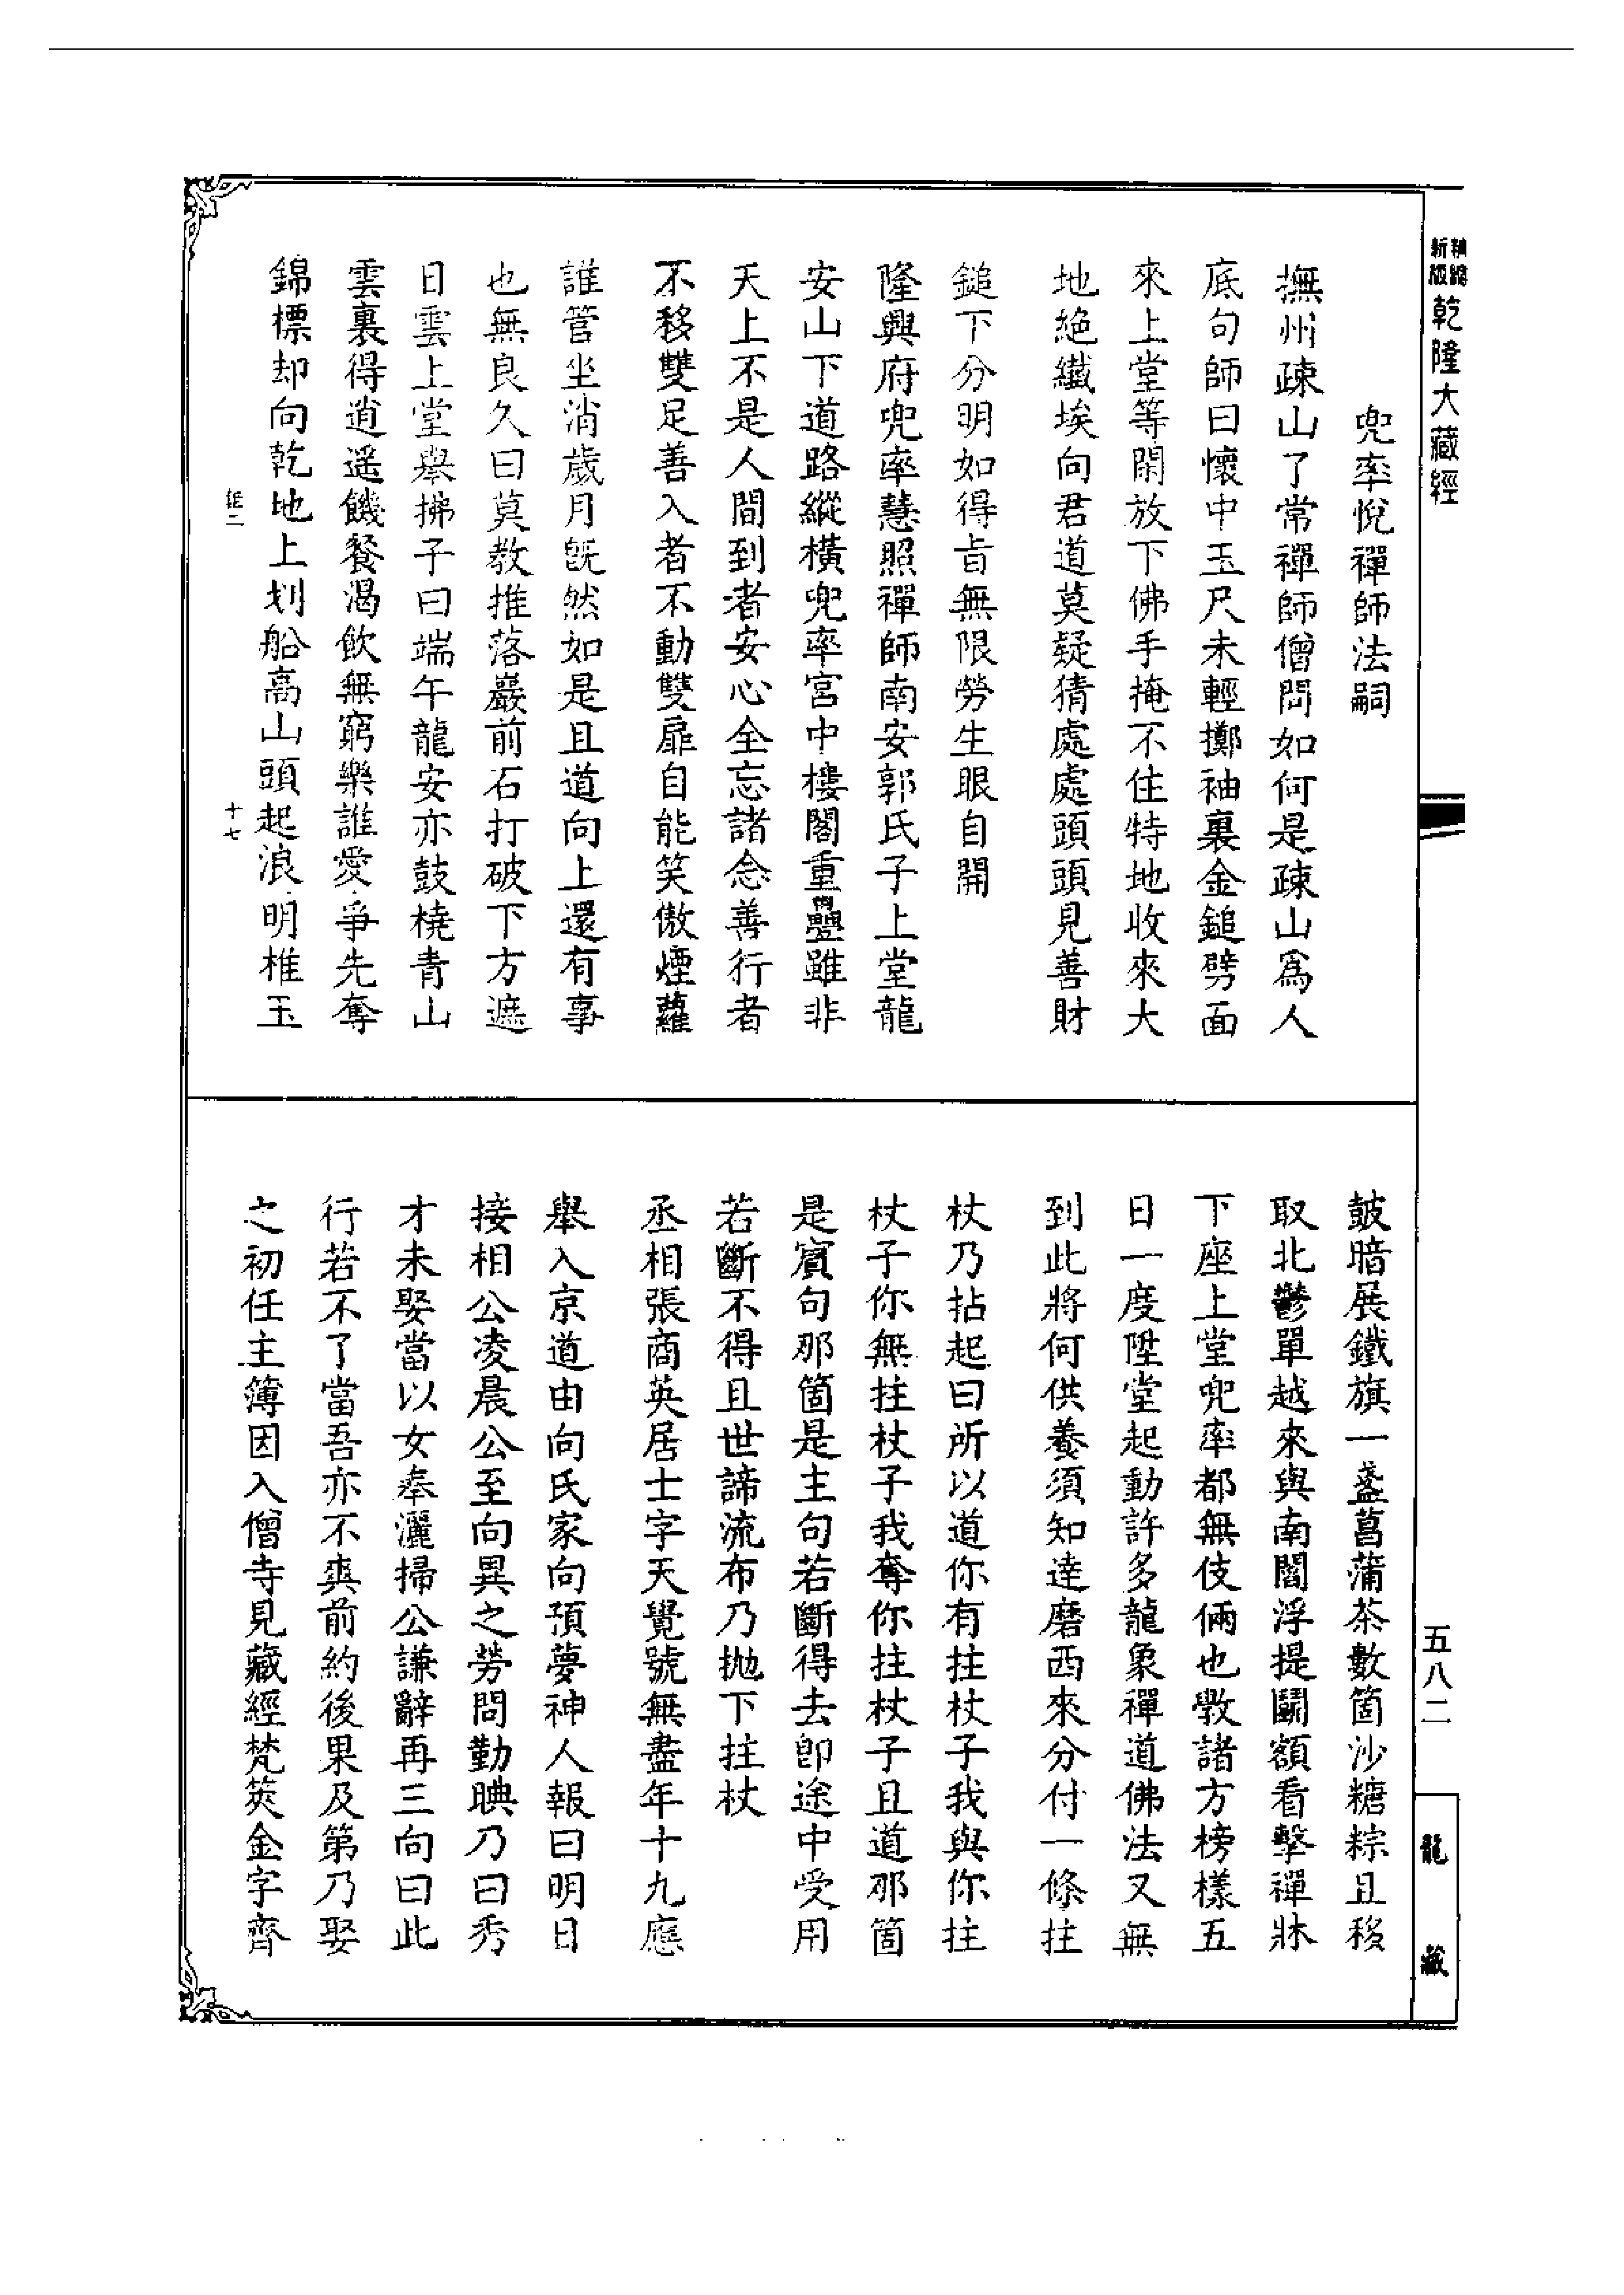 精縮新版
乾隆大藏經
兜率悅禪師法嗣
撫州疎山了常禪師僧問如何是疎山爲人
底句師曰懷中玉尺未輕擲袖裏金鎚劈面
來上堂等閑放下佛手掩不住特地收來大
地絕纖埃向君道莫疑猜處處頭頭見善財
鎚下分明如得旨無限勞生眼自開
隆興府兜率慧照禪師南安郭氏子上堂龍
安山下道路縱橫兜率宮中樓閣重疊雖非
天上不是人間到者安心全忘諸念善行者
不移雙足善入者不動雙扉自能笑傲煙蘿
誰管坐消歲月既然如是且道向上還有事
也無良久曰莫教推落巖前石打破下方遮
日雲上堂舉拂子曰端午龍安亦鼓橈青山
雲裏得逍遙饑餐渴飲無窮樂誰愛爭先奪
錦標却向乾地上划船高山頭起浪明椎玉
鉅二
十七
鼓暗展鐵旗一盞菖蒲茶數箇沙糖粽且移
取北鬱單越來與南閻浮提鬭額看擊禪牀
下座上堂兜率都無伎倆也斆諸方榜樣五
日一度陞堂起動許多龍象禪道佛法又無
到此將何供養須知達磨西來分付一條拄
杖乃拈起曰所以道你有拄杖子我與你拄
杖子你無拄杖子我奪你拄杖子且道那箇
是賓句那箇是主句若斷得去卽途中受用
若斷不得且世諦流布乃拋下拄杖
丞相張商英居士字天覺號無盡年十九應
舉入京道由向氏家向預夢神人報曰明日
接相公凌晨公至向異之勞問勤腆乃曰秀
才未娶當以女奉灑掃公謙辭再三向曰此
行若不了當吾亦不爽前約後果及第乃娶
之初任主簿因入僧寺見藏經梵筴金字齊
五八二
龍藏